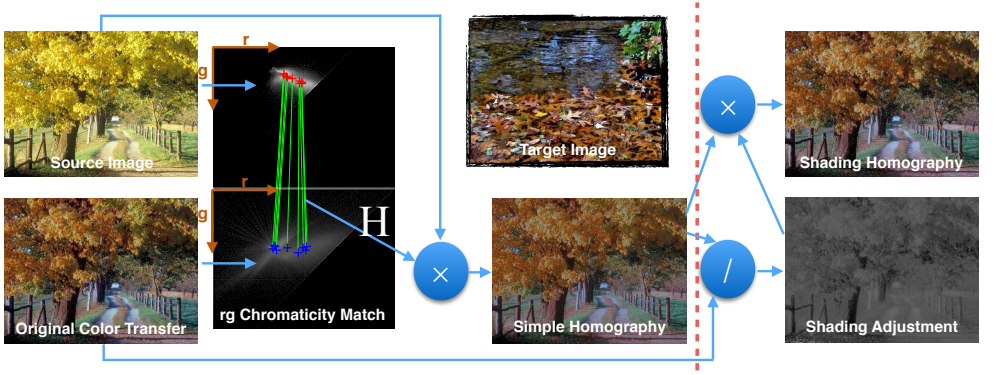 r
g
Source Image
Target Image
×
Shading Homography
r
g
H
Original Color Transfer
rg Chromaticity Match
×
Simple Homography
/
Shading Adjustment